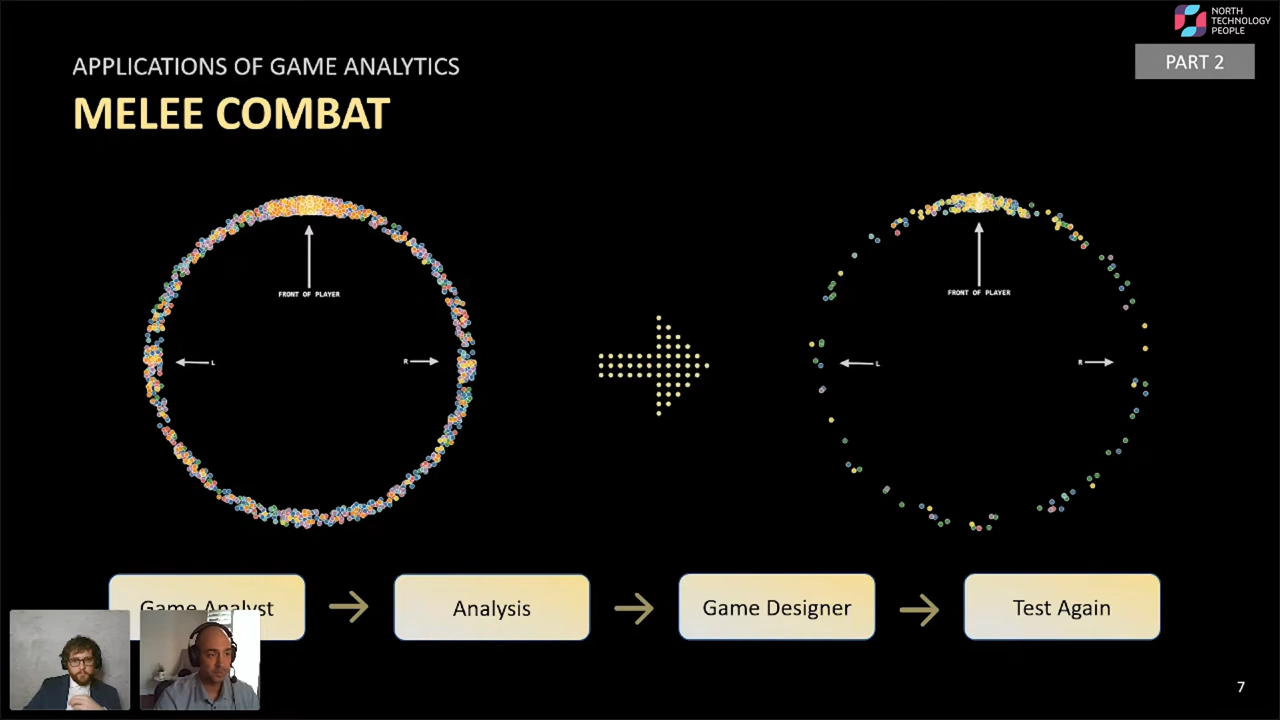 NORTH
TECHNOLOGY
PEOPLE
PART 2
APPLICATIONS OF GAME ANALYTICS
MELEE COMBAT
FRONT OF PLAYER
L
R
FRONT OF PLAYER
L
R
Game Analyst
Analysis
Game Designer
Test Again
7